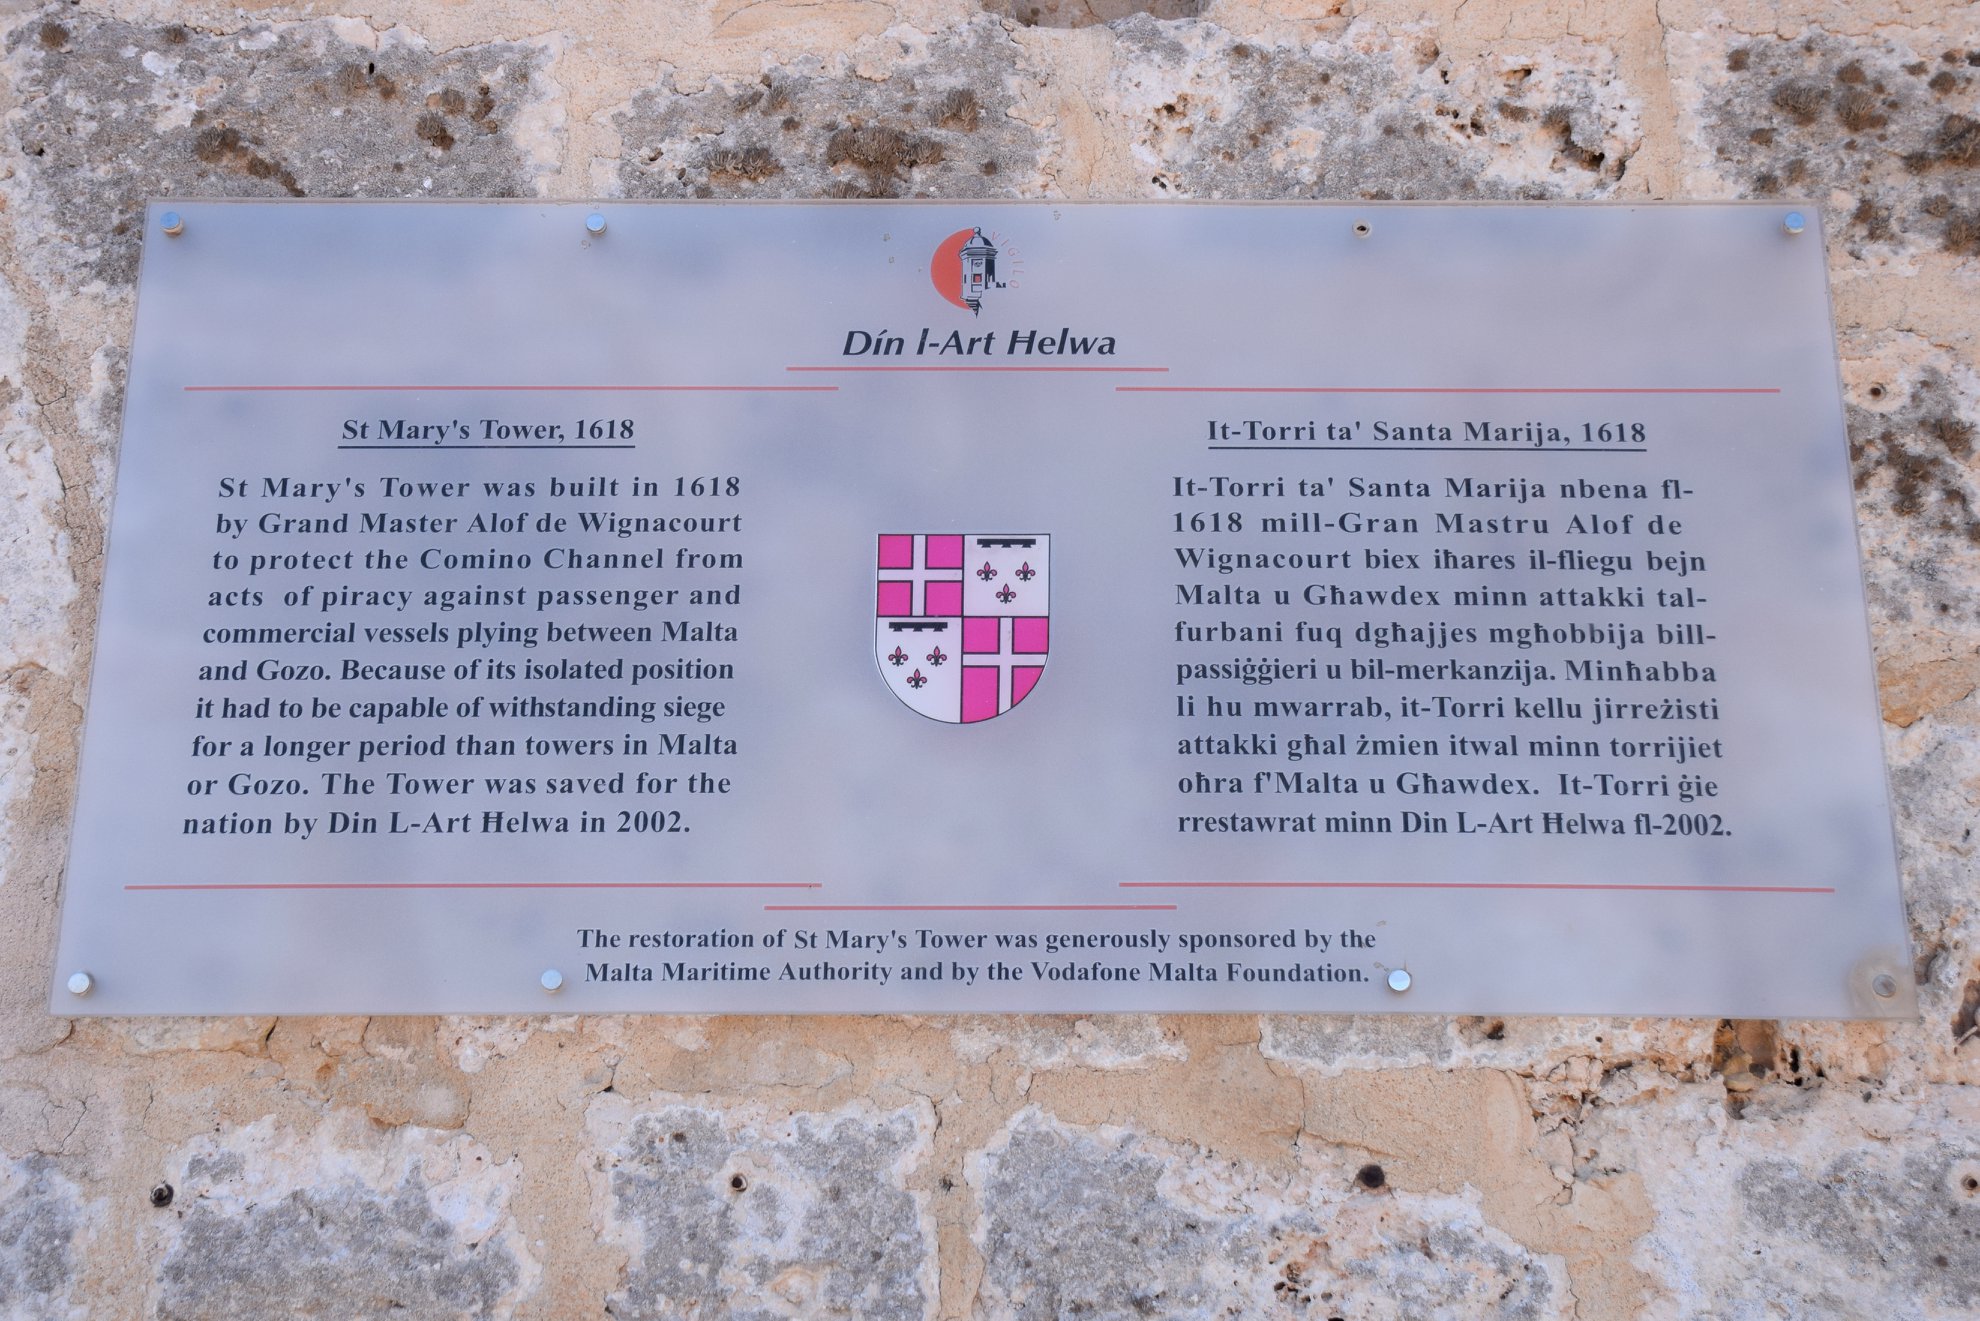 VIGILO
Dín l-Art Ħelwa
St Mary's Tower, 1618
St Mary's Tower was built in 1618
by Grand Master Alof de Wignacourt
to protect the Comino Channel from
acts of piracy against passenger and
commercial vessels plying between Malta
and Gozo. Because of its isolated position
it had to be capable of withstanding siege
for a longer period than towers in Malta
or Gozo. The Tower was saved for the
nation by Din L-Art Ħelwa in 2002.
It-Torri ta' Santa Marija, 1618
It-Torri ta' Santa Marija nbena fl-
1618 mill-Gran Mastru Alof de
Wignacourt biex iħares il-fliegu bejn
Malta u Għawdex minn attakki tal-
furbani fuq dgħajjes mgħobbija bill-
passiġġieri u bil-merkanzija. Minħabba
li hu mwarrab, it-Torri kellu jirreżisti
attakki għal żmien itwal minn torrijiet
oħra f'Malta u Għawdex. It-Torri ġie
rrestawrat minn Din L-Art Ħelwa fl-2002.
The restoration of St Mary's Tower was generously sponsored by the
Malta Maritime Authority and by the Vodafone Malta Foundation.